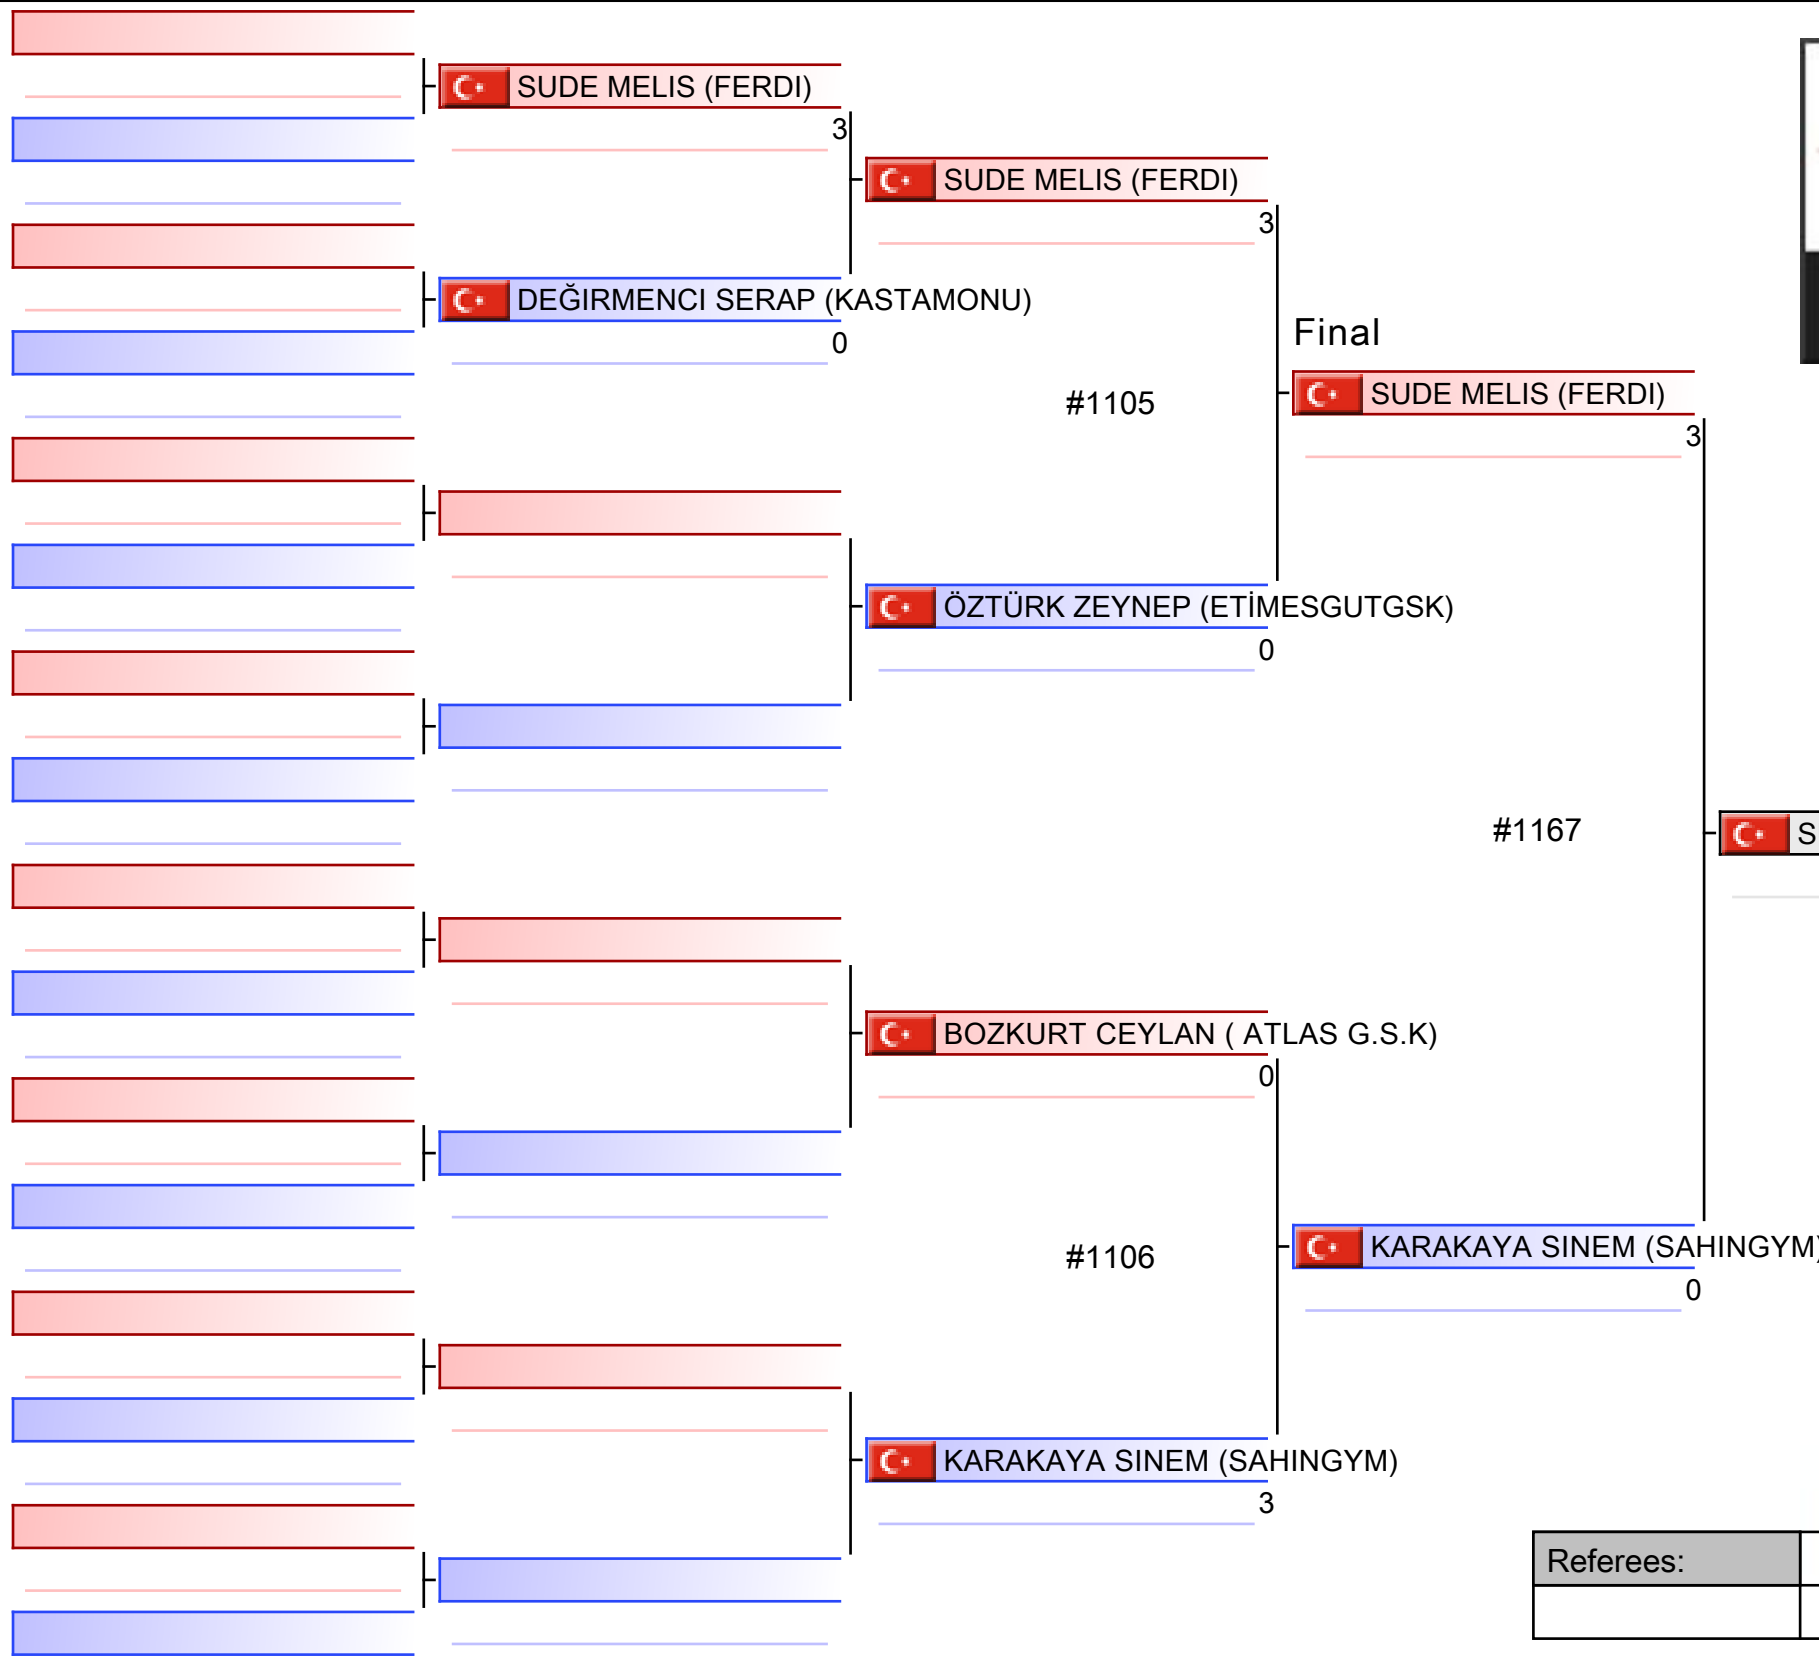 SUDE MELIS (FERDI)
3
SUDE MELIS (FERDI)
3
DEĞIRMENCI SERAP (KASTAMONU)
0
Final
#1105
SUDE MELIS (FERDI)
3
ÖZTÜRK ZEYNEP (ETİMESGUTGSK)
0
#1167
S
BOZKURT CEYLAN ( ATLAS G.S.K)
0
#1106
KARAKAYA SINEM (SAHINGYM)
0
KARAKAYA SINEM (SAHINGYM)
3
Referees: